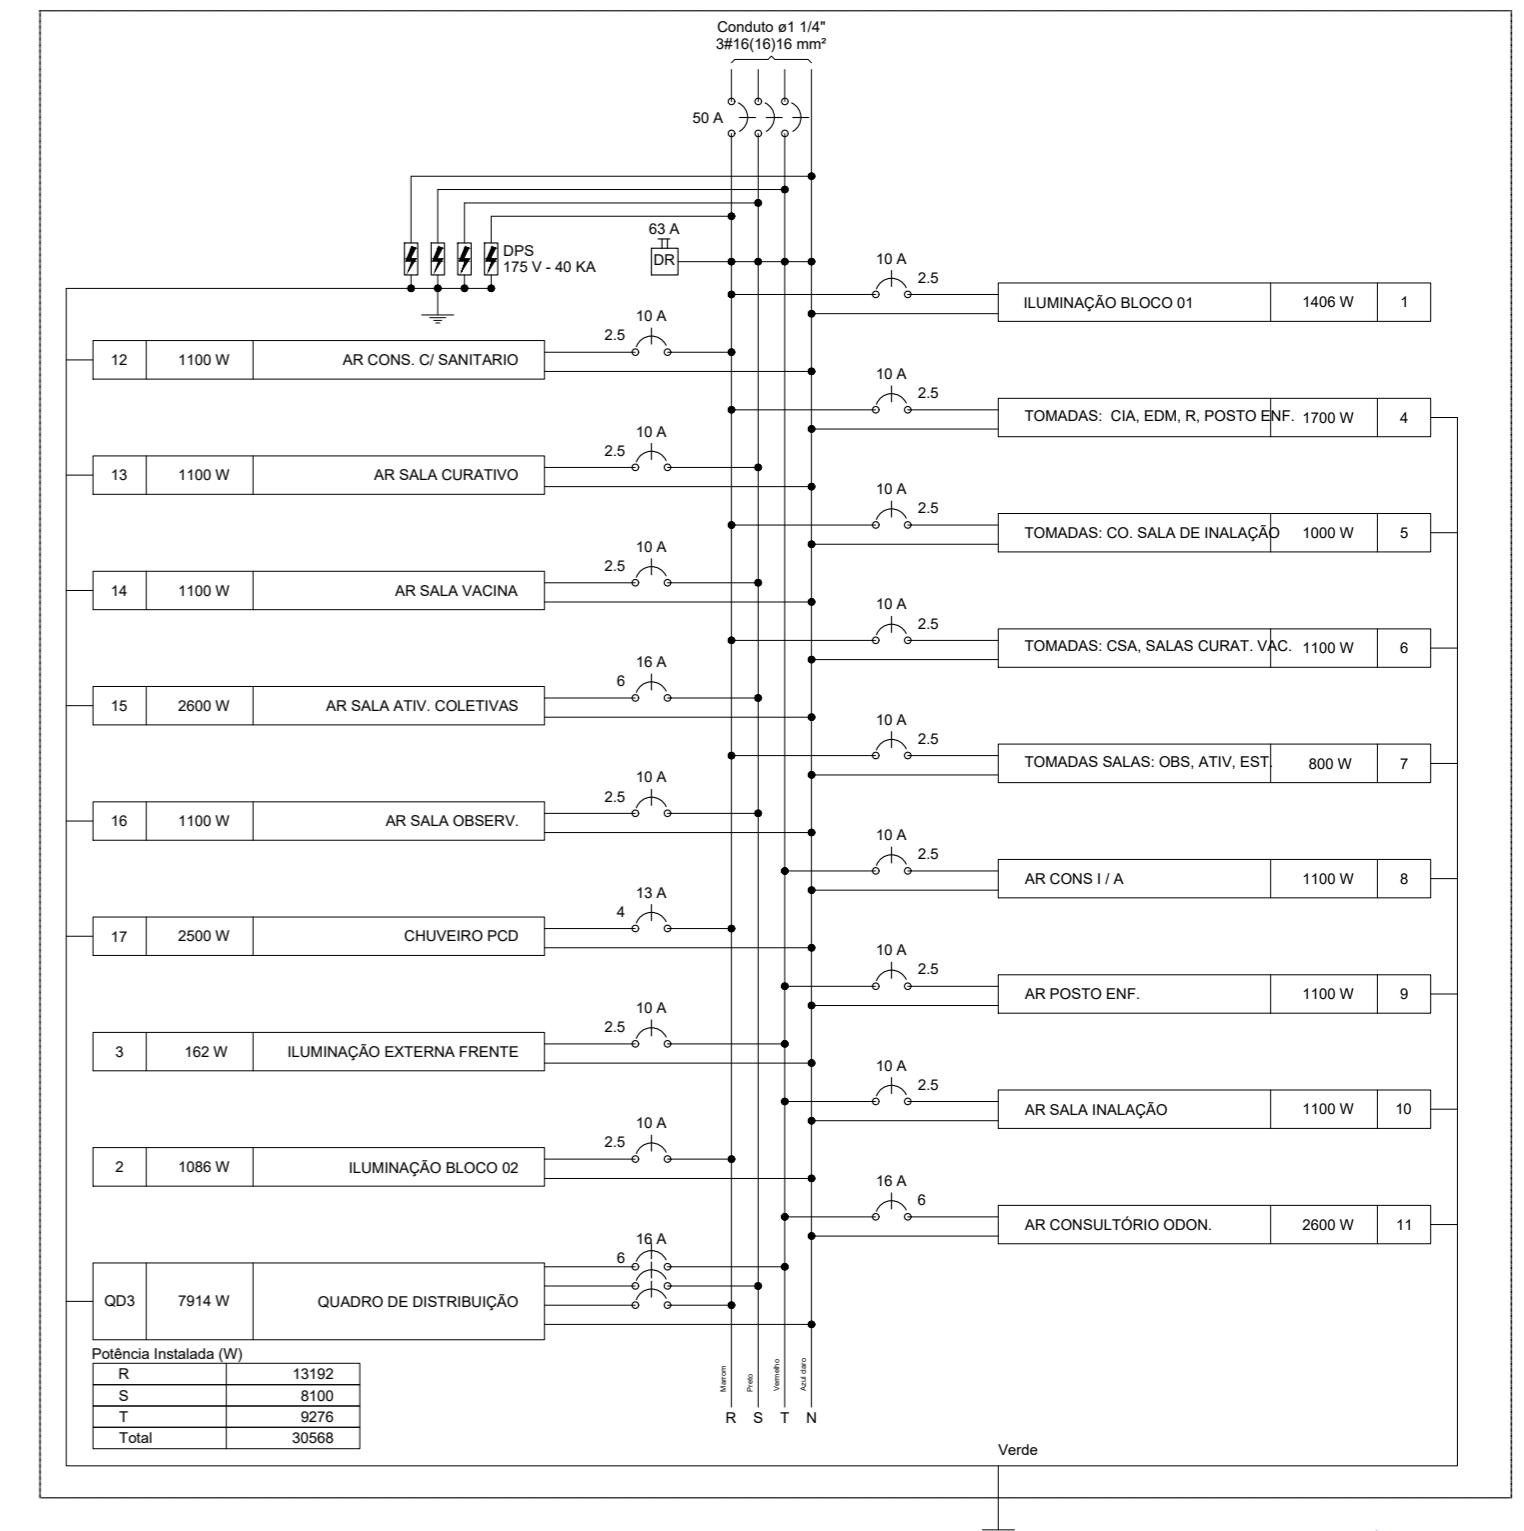 Conduto ø1 1/4"
3#16(16)16 mm²
50 A
DPS
175 V - 40 KA
63 A
DR
10 A
2.5
ILUMINAÇÃO BLOCO 01 1406 W 1
10 A
2.5
12 1100 W AR CONS. C/ SANITARIO
10 A
2.5
TOMADAS: CIA, EDM, R, POSTO ENF. 1700 W 4
10 A
2.5
13 1100 W AR SALA CURATIVO
10 A
2.5
TOMADAS: CO. SALA DE INALAÇÃO 1000 W 5
10 A
2.5
14 1100 W AR SALA VACINA
10 A
2.5
TOMADAS: CSA, SALAS CURAT. VAC. 1100 W 6
16 A
6
15 2600 W AR SALA ATIV. COLETIVAS
10 A
2.5
TOMADAS SALAS: OBS, ATIV, EST. 800 W 7
10 A
2.5
16 1100 W AR SALA OBSERV.
10 A
2.5
AR CONS I / A 1100 W 8
13 A
4
17 2500 W CHUVEIRO PCD
10 A
2.5
AR POSTO ENF. 1100 W 9
10 A
2.5
3 162 W ILUMINAÇÃO EXTERNA FRENTE
10 A
2.5
AR SALA INALAÇÃO 1100 W 10
10 A
2.5
2 1086 W ILUMINAÇÃO BLOCO 02
16 A
6
AR CONSULTÓRIO ODON. 2600 W 11
16 A
6
QD3 7914 W QUADRO DE DISTRIBUIÇÃO
Potência Instalada (W)
R 13192
S 8100
T 9276
Total 30568
Marrom
Preto
Vermelho
Azul claro
R S T N
Verde